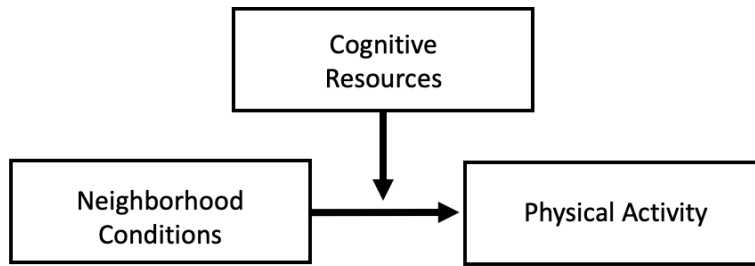 Cognitive
Resources
Neighborhood
Conditions
Physical Activity